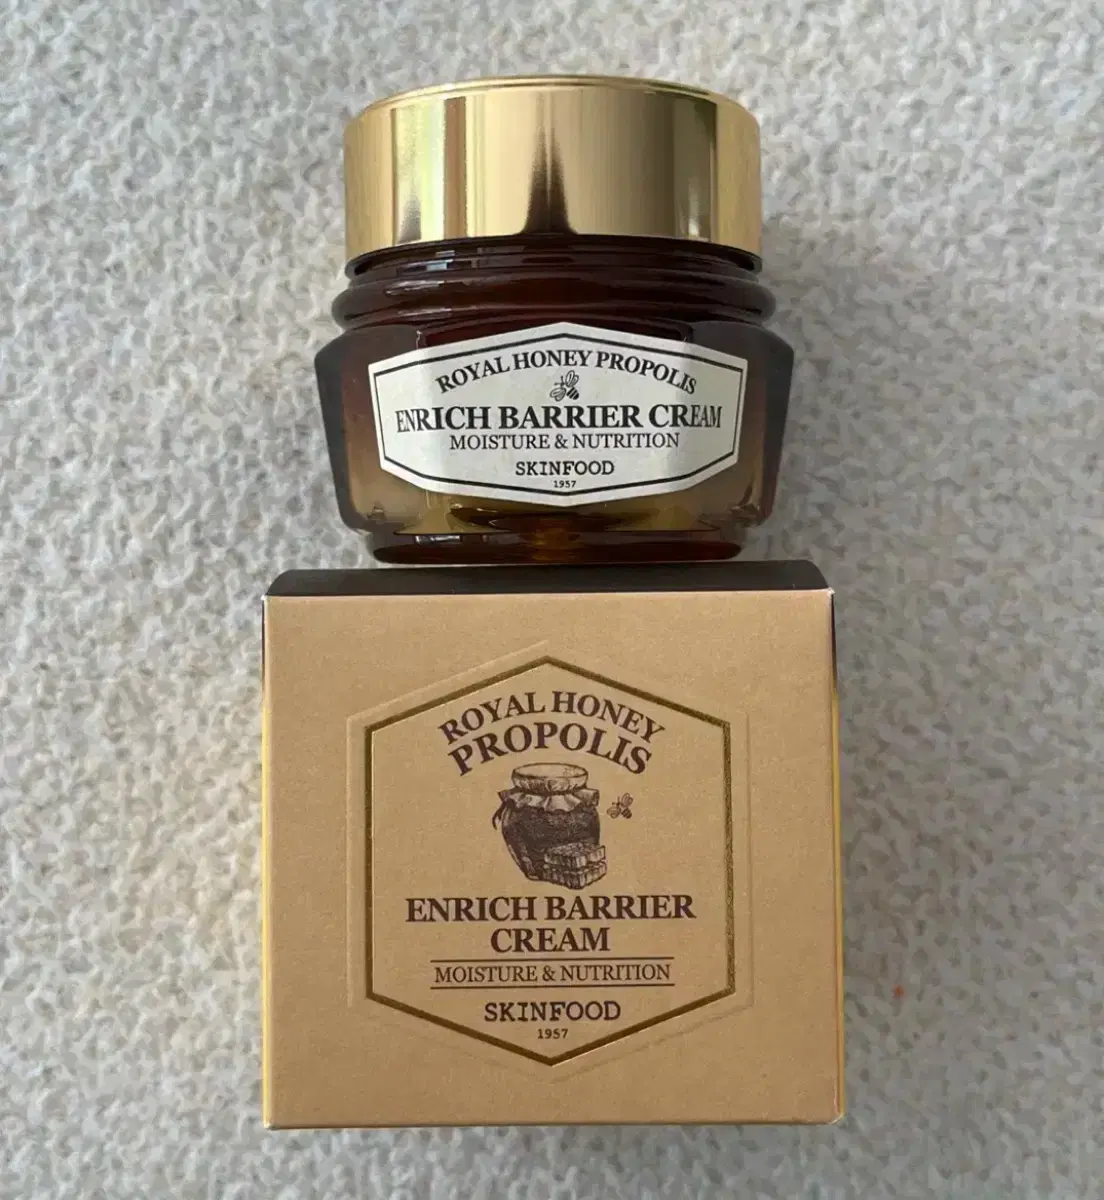 ROYAL HONEY PROPOLIS
ENRICH BARRIER CREAM
MOISTURE & NUTRITION
SKINFOOD
1957
ROYAL HONEY
PROPOLIS
ENRICH BARRIER
CREAM
MOISTURE & NUTRITION
SKINFOOD
1957